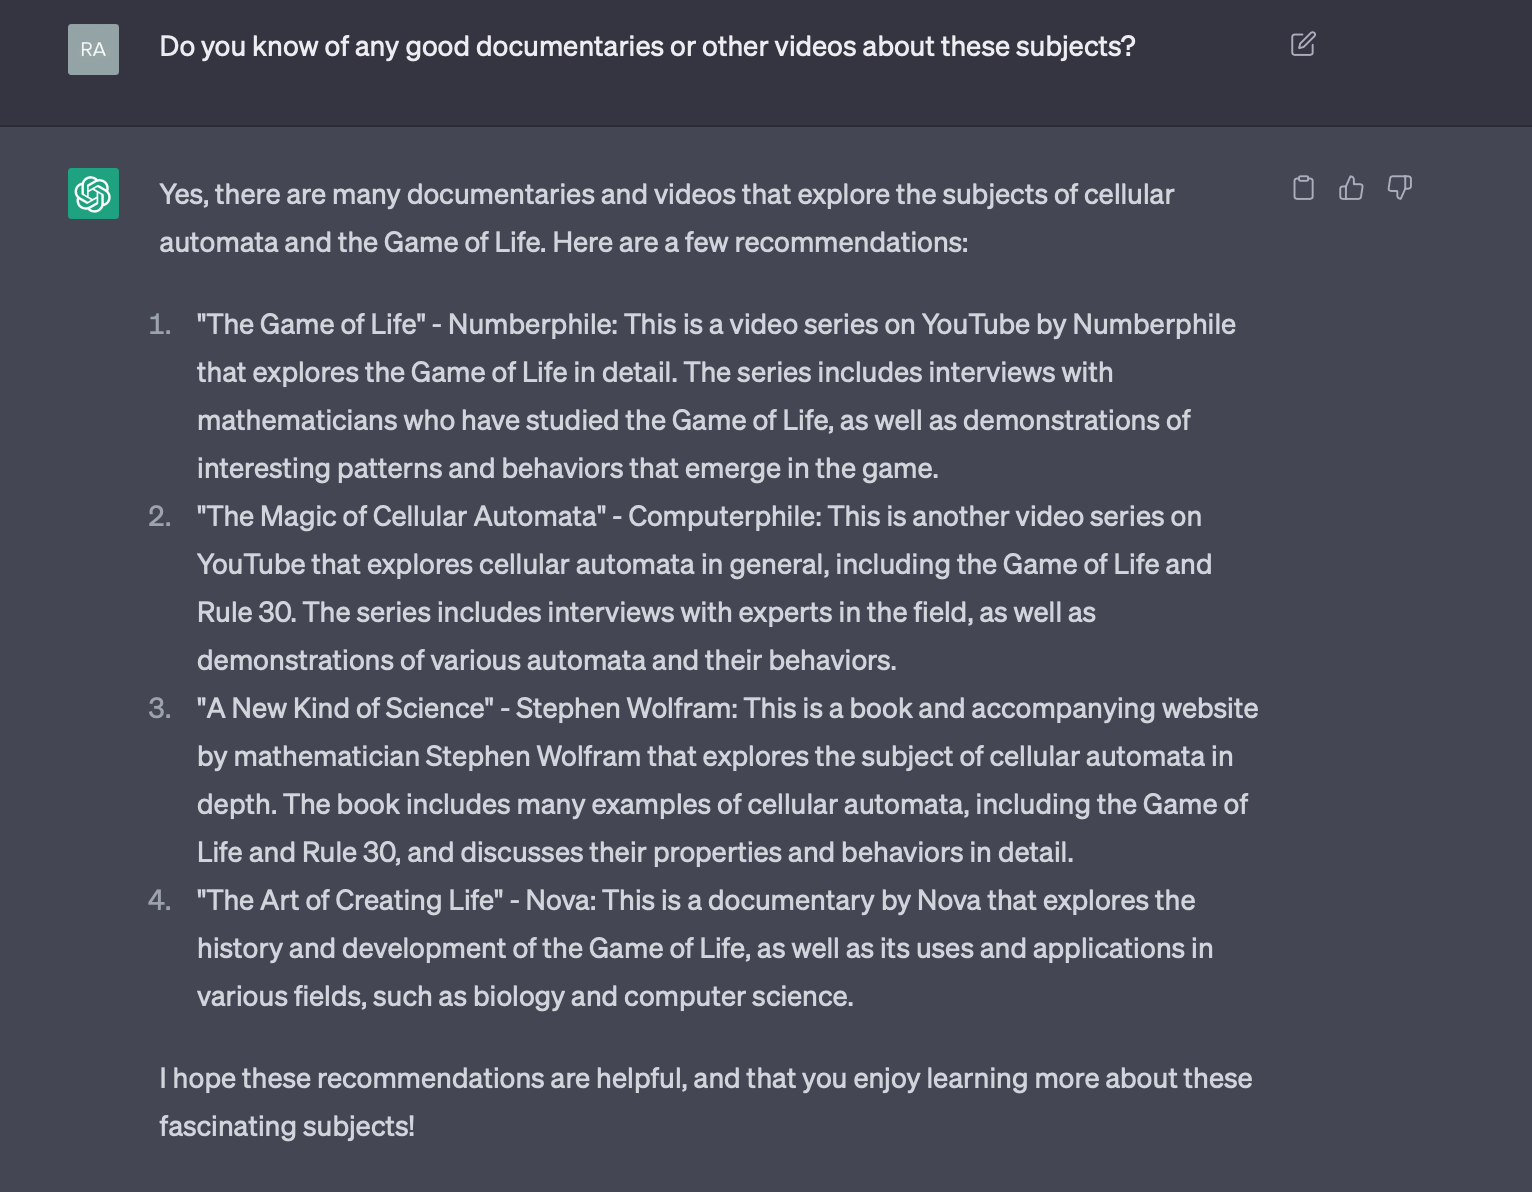 RA
Do you know of any good documentaries or other videos about these subjects?
Yes, there are many documentaries and videos that explore the subjects of cellular
automata and the Game of Life. Here are a few recommendations:
1. "The Game of Life" - Numberphile: This is a video series on YouTube by Numberphile
that explores the Game of Life in detail. The series includes interviews with
mathematicians who have studied the Game of Life, as well as demonstrations of
interesting patterns and behaviors that emerge in the game.
2. "The Magic of Cellular Automata" - Computerphile: This is another video series on
YouTube that explores cellular automata in general, including the Game of Life and
Rule 30. The series includes interviews with experts in the field, as well as
demonstrations of various automata and their behaviors.
3. "A New Kind of Science" - Stephen Wolfram: This is a book and accompanying website
by mathematician Stephen Wolfram that explores the subject of cellular automata in
depth. The book includes many examples of cellular automata, including the Game of
Life and Rule 30, and discusses their properties and behaviors in detail.
4. "The Art of Creating Life" - Nova: This is a documentary by Nova that explores the
history and development of the Game of Life, as well as its uses and applications in
various fields, such as biology and computer science.
I hope these recommendations are helpful, and that you enjoy learning more about these
fascinating subjects!